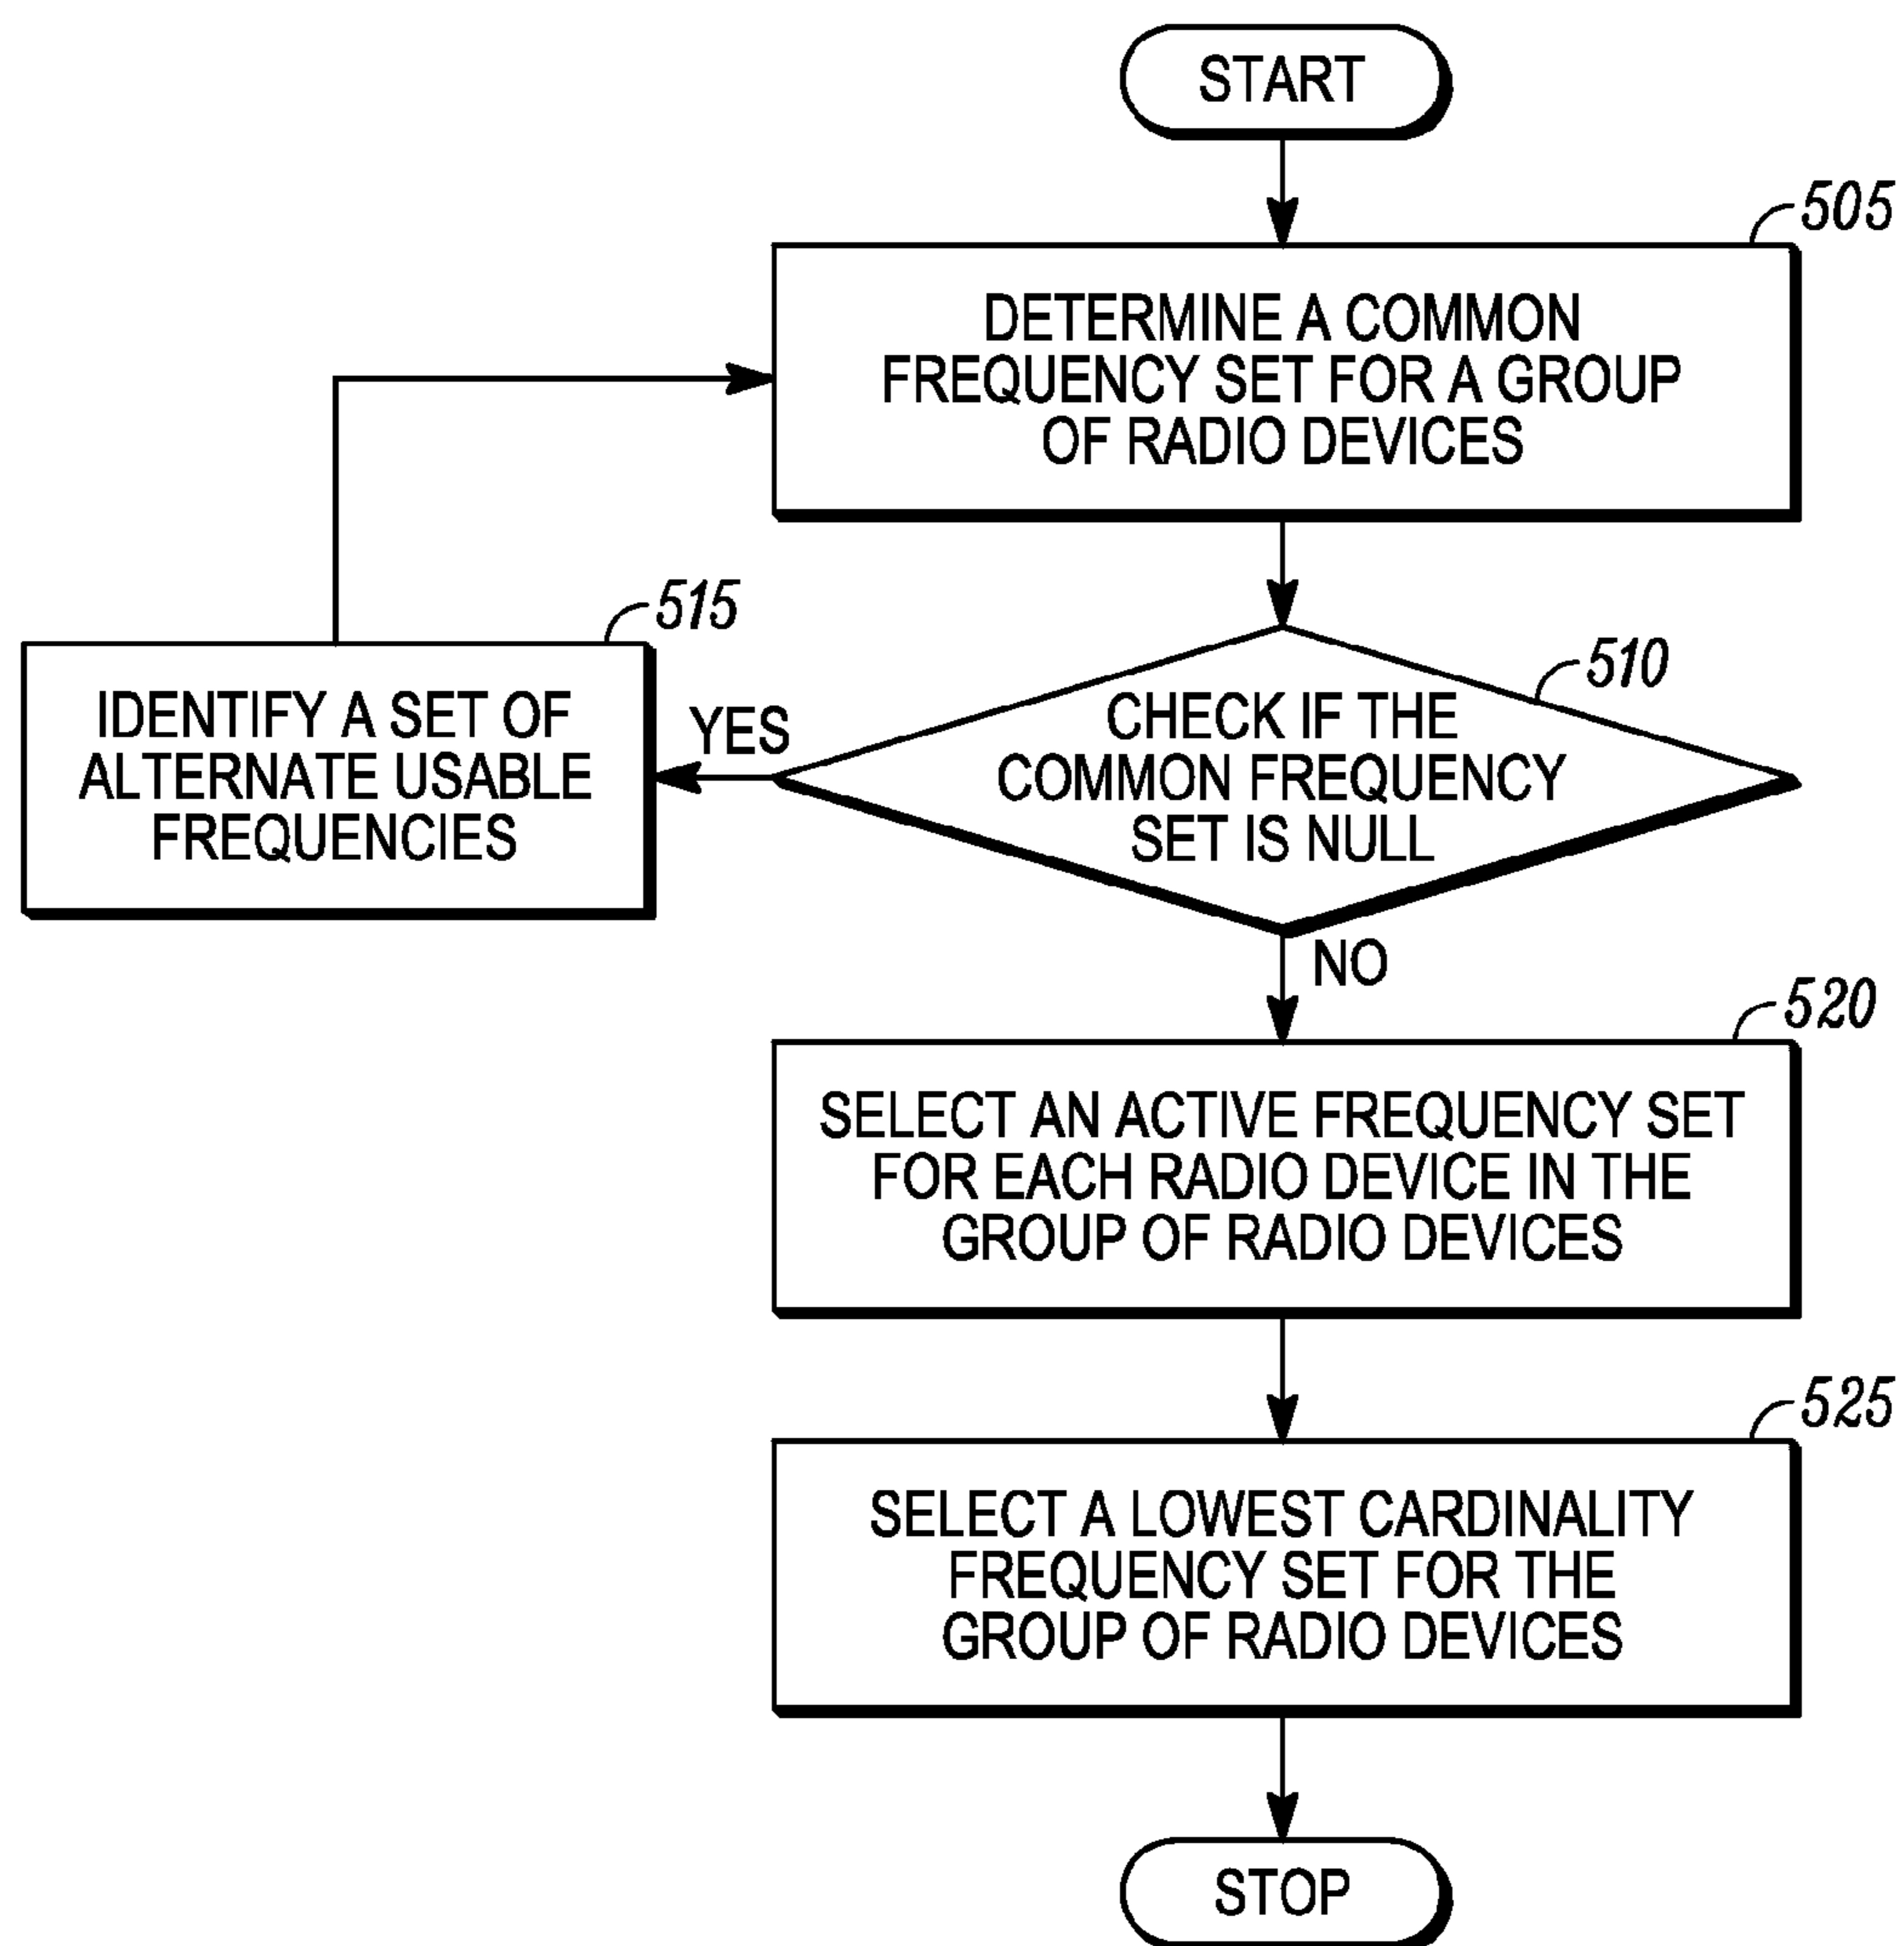 START
505
DETERMINE A COMMON
FREQUENCY SET FOR A GROUP
OF RADIO DEVICES
515
IDENTIFY A SET OF
ALTERNATE USABLE
FREQUENCIES
YES
510
CHECK IF THE
COMMON FREQUENCY
SET IS NULL
NO
520
SELECT AN ACTIVE FREQUENCY SET
FOR EACH RADIO DEVICE IN THE
GROUP OF RADIO DEVICES
525
SELECT A LOWEST CARDINALITY
FREQUENCY SET FOR THE
GROUP OF RADIO DEVICES
STOP